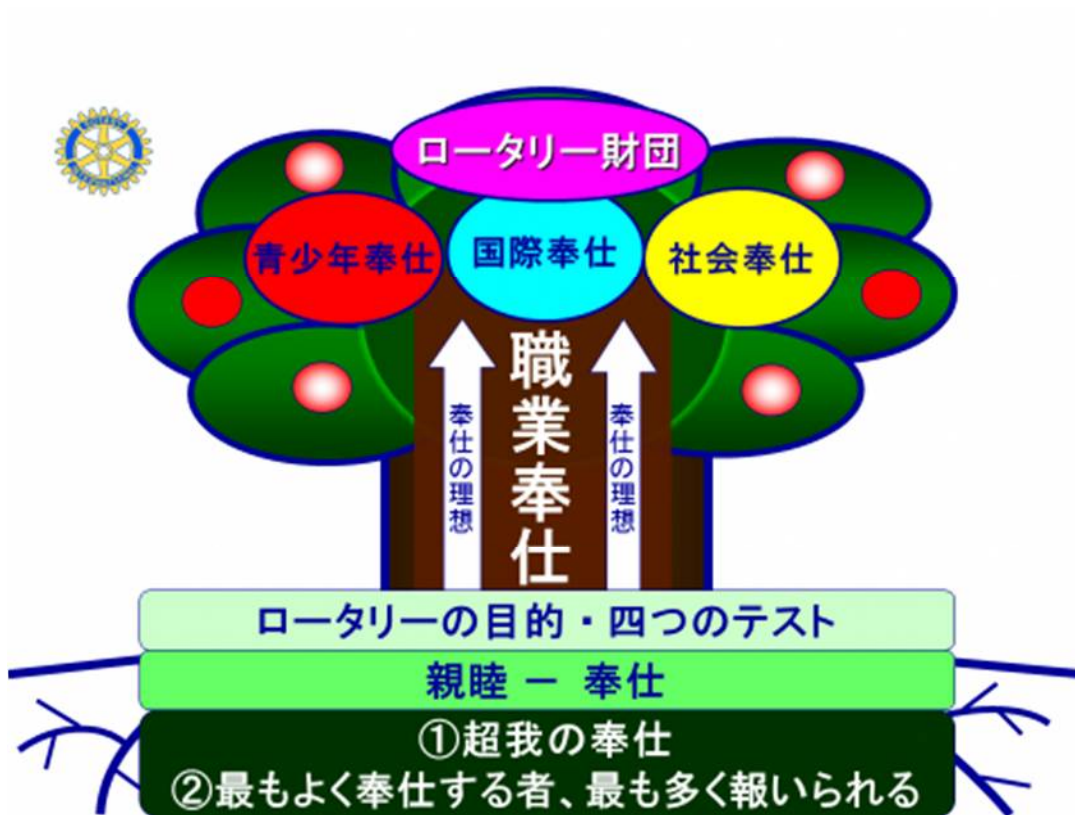 ロータリー財団
青少年奉仕
国際奉仕
社会奉仕
職業奉仕
奉仕の理想
奉仕の理想
ロータリーの目的・四つのテスト
親睦 ー 奉仕
①超我の奉仕
②最もよく奉仕する者、最も多く報いられる